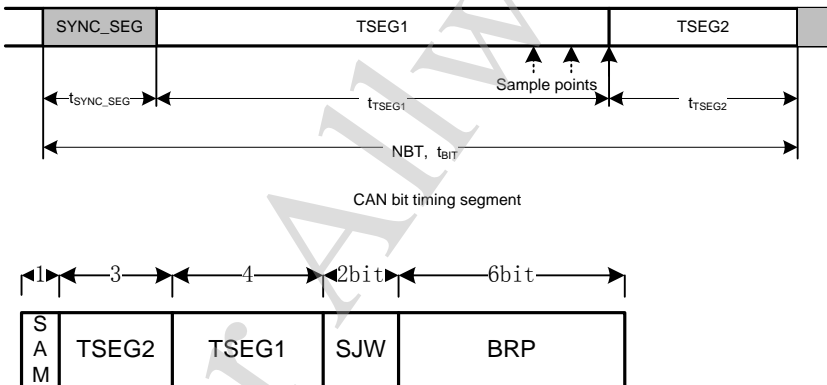 SYNC_SEG TSEG1 TSEG2
Sample points
tSYNC_SEG tTSEG1 tTSEG2
NBT, tBIT
CAN bit timing segment
1 3 4 2bit 6bit
SAM TSEG2 TSEG1 SJW BRP